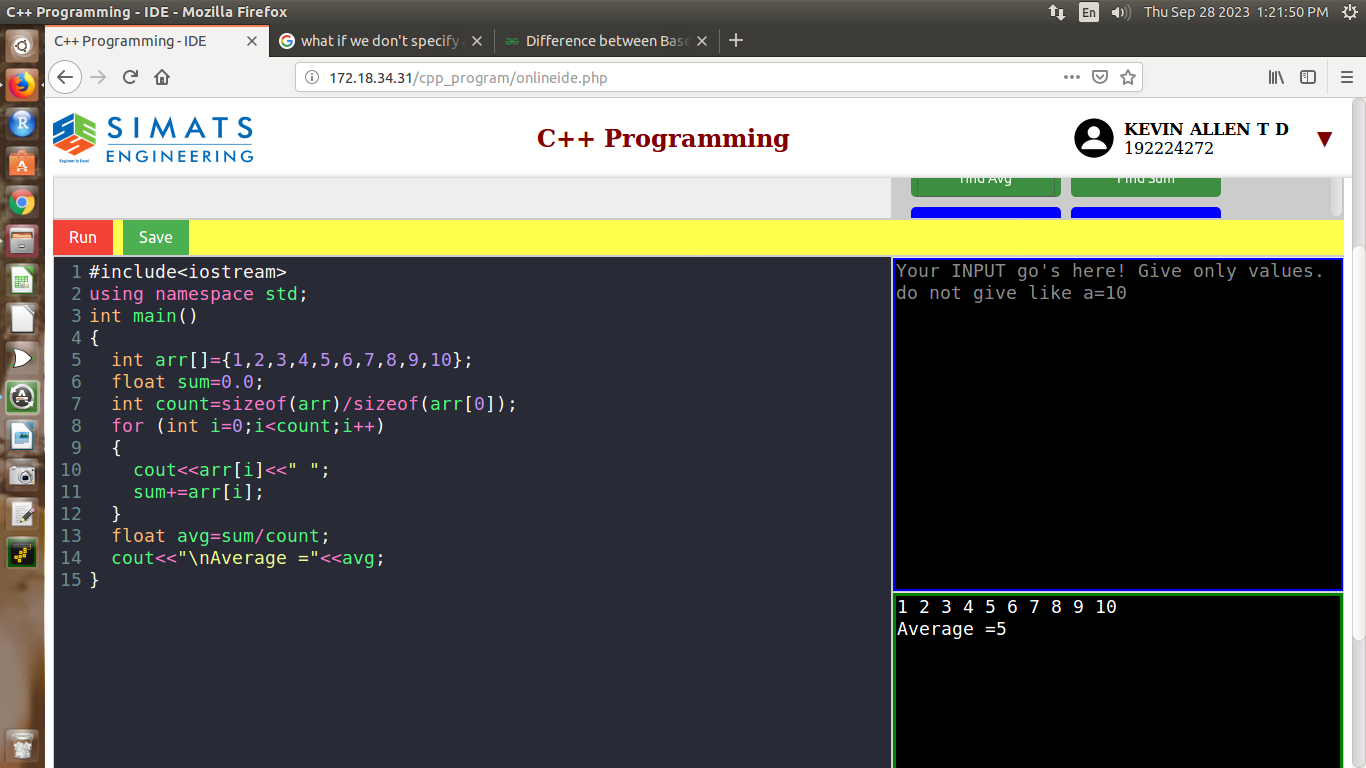 C++ Programming - IDE - Mozilla Firefox
En
Thu Sep 28 2023 1:21:50 PM
C++ Programming - IDE
what if we don't specify
Difference between Base
172.18.34.31/cpp_program/onlineide.php
SIMATS
ENGINEERING
Engineer to Excel
C++ Programming
KEVIN ALLEN T D
192224272
Find Avg
Find Sum
Run
Save
1 #include<iostream>
2 using namespace std;
3 int main()
4 {
5   int arr[]={1,2,3,4,5,6,7,8,9,10};
6   float sum=0.0;
7   int count=sizeof(arr)/sizeof(arr[0]);
8   for (int i=0;i<count;i++)
9   {
10     cout<<arr[i]<<" ";
11     sum+=arr[i];
12   }
13   float avg=sum/count;
14   cout<<"\nAverage ="<<avg;
15 }
Your INPUT go's here! Give only values.
do not give like a=10
1 2 3 4 5 6 7 8 9 10
Average =5